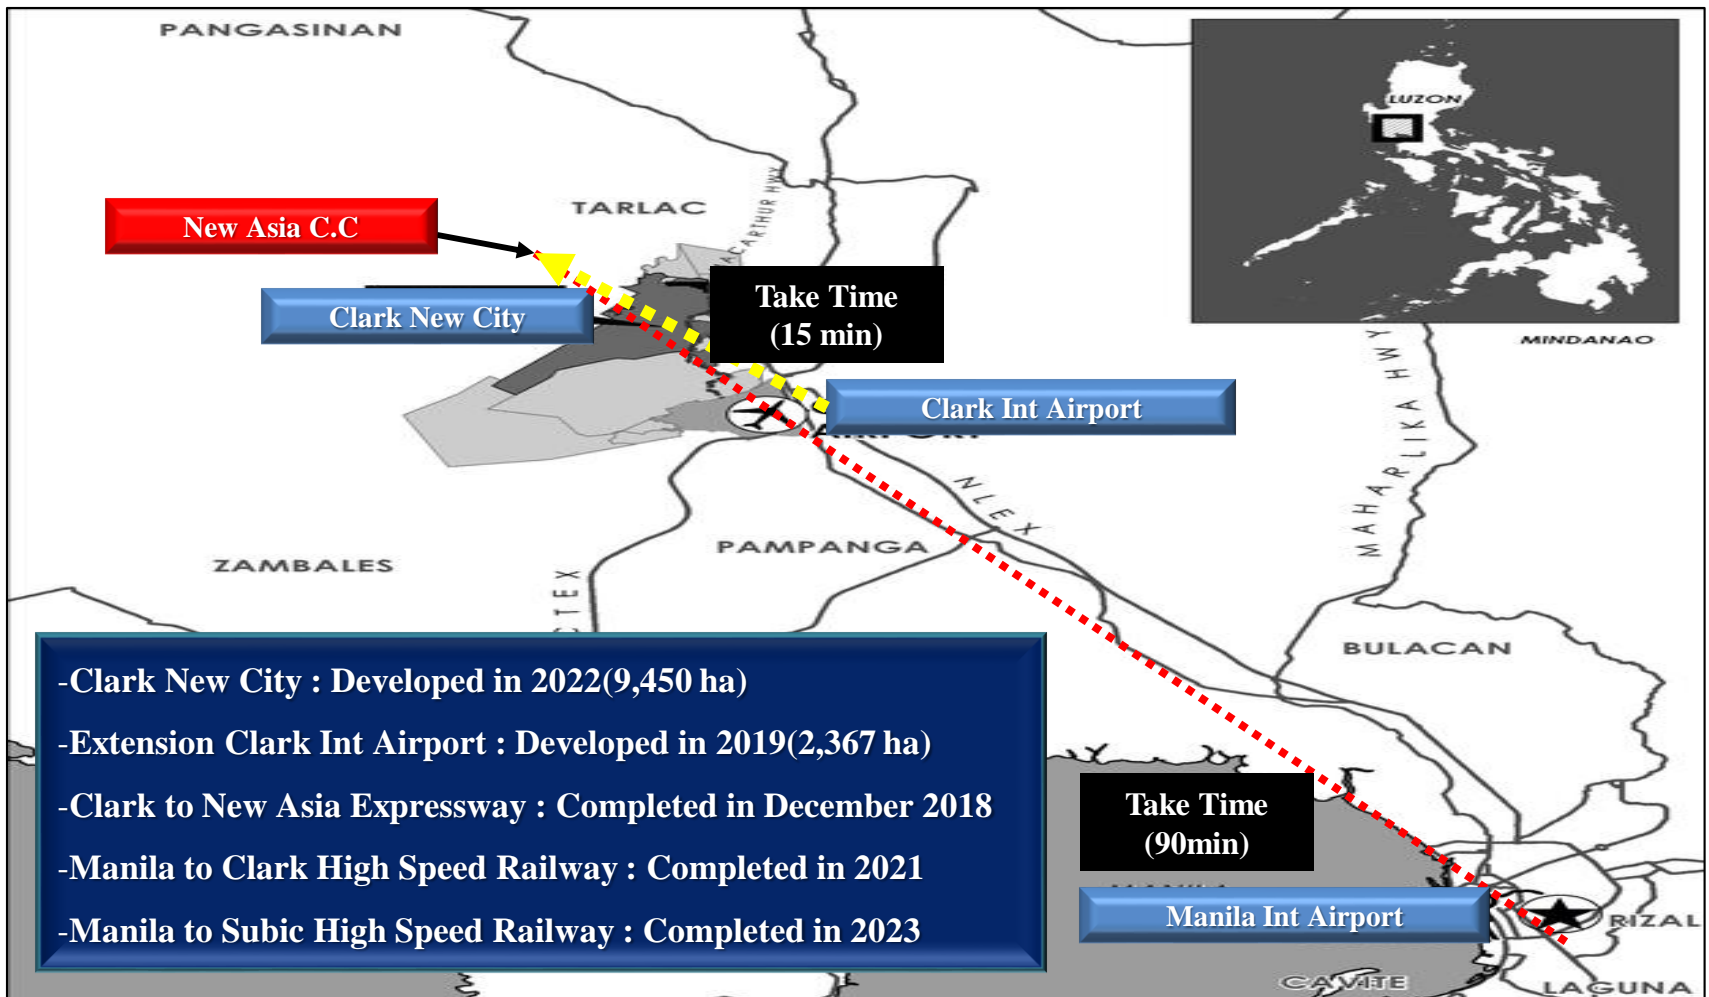 PANGASINAN
LUZON
MINDANAO
TARLAC
MACARTHUR HWY
New Asia C.C
Take Time
(15 min)
Clark New City
Clark Int Airport
MAHARLIKA HWY
NLEX
PAMPANGA
ZAMBALES
CTEX
BULACAN
-Clark New City : Developed in 2022(9,450 ha)
-Extension Clark Int Airport : Developed in 2019(2,367 ha)
-Clark to New Asia Expressway : Completed in December 2018
-Manila to Clark High Speed Railway : Completed in 2021
-Manila to Subic High Speed Railway : Completed in 2023
Take Time
(90min)
Manila Int Airport
RIZAL
CAVITE
LAGUNA